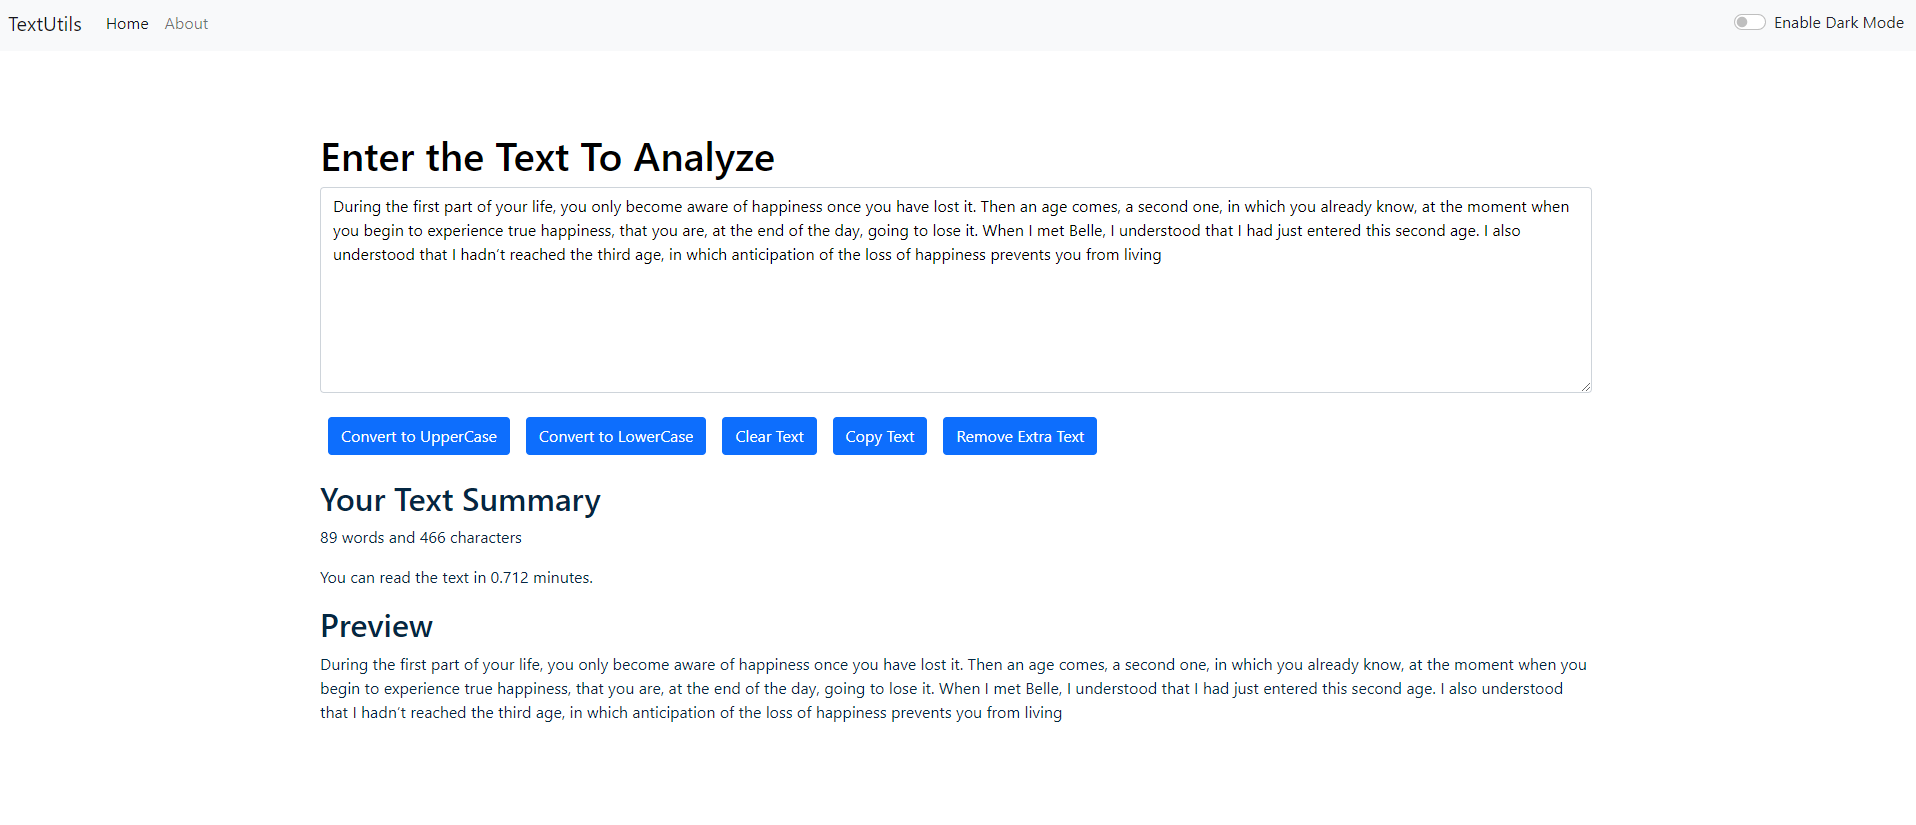 TextUtils Home About Enable Dark Mode
Enter the Text To Analyze
During the first part of your life, you only become aware of happiness once you have lost it. Then an age comes, a second one, in which you already know, at the moment when
you begin to experience true happiness, that you are, at the end of the day, going to lose it. When I met Belle, I understood that I had just entered this second age. I also
understood that I hadn’t reached the third age, in which anticipation of the loss of happiness prevents you from living
Convert to UpperCase Convert to LowerCase Clear Text Copy Text Remove Extra Text
Your Text Summary
89 words and 466 characters
You can read the text in 0.712 minutes.
Preview
During the first part of your life, you only become aware of happiness once you have lost it. Then an age comes, a second one, in which you already know, at the moment when you
begin to experience true happiness, that you are, at the end of the day, going to lose it. When I met Belle, I understood that I had just entered this second age. I also understood
that I hadn’t reached the third age, in which anticipation of the loss of happiness prevents you from living